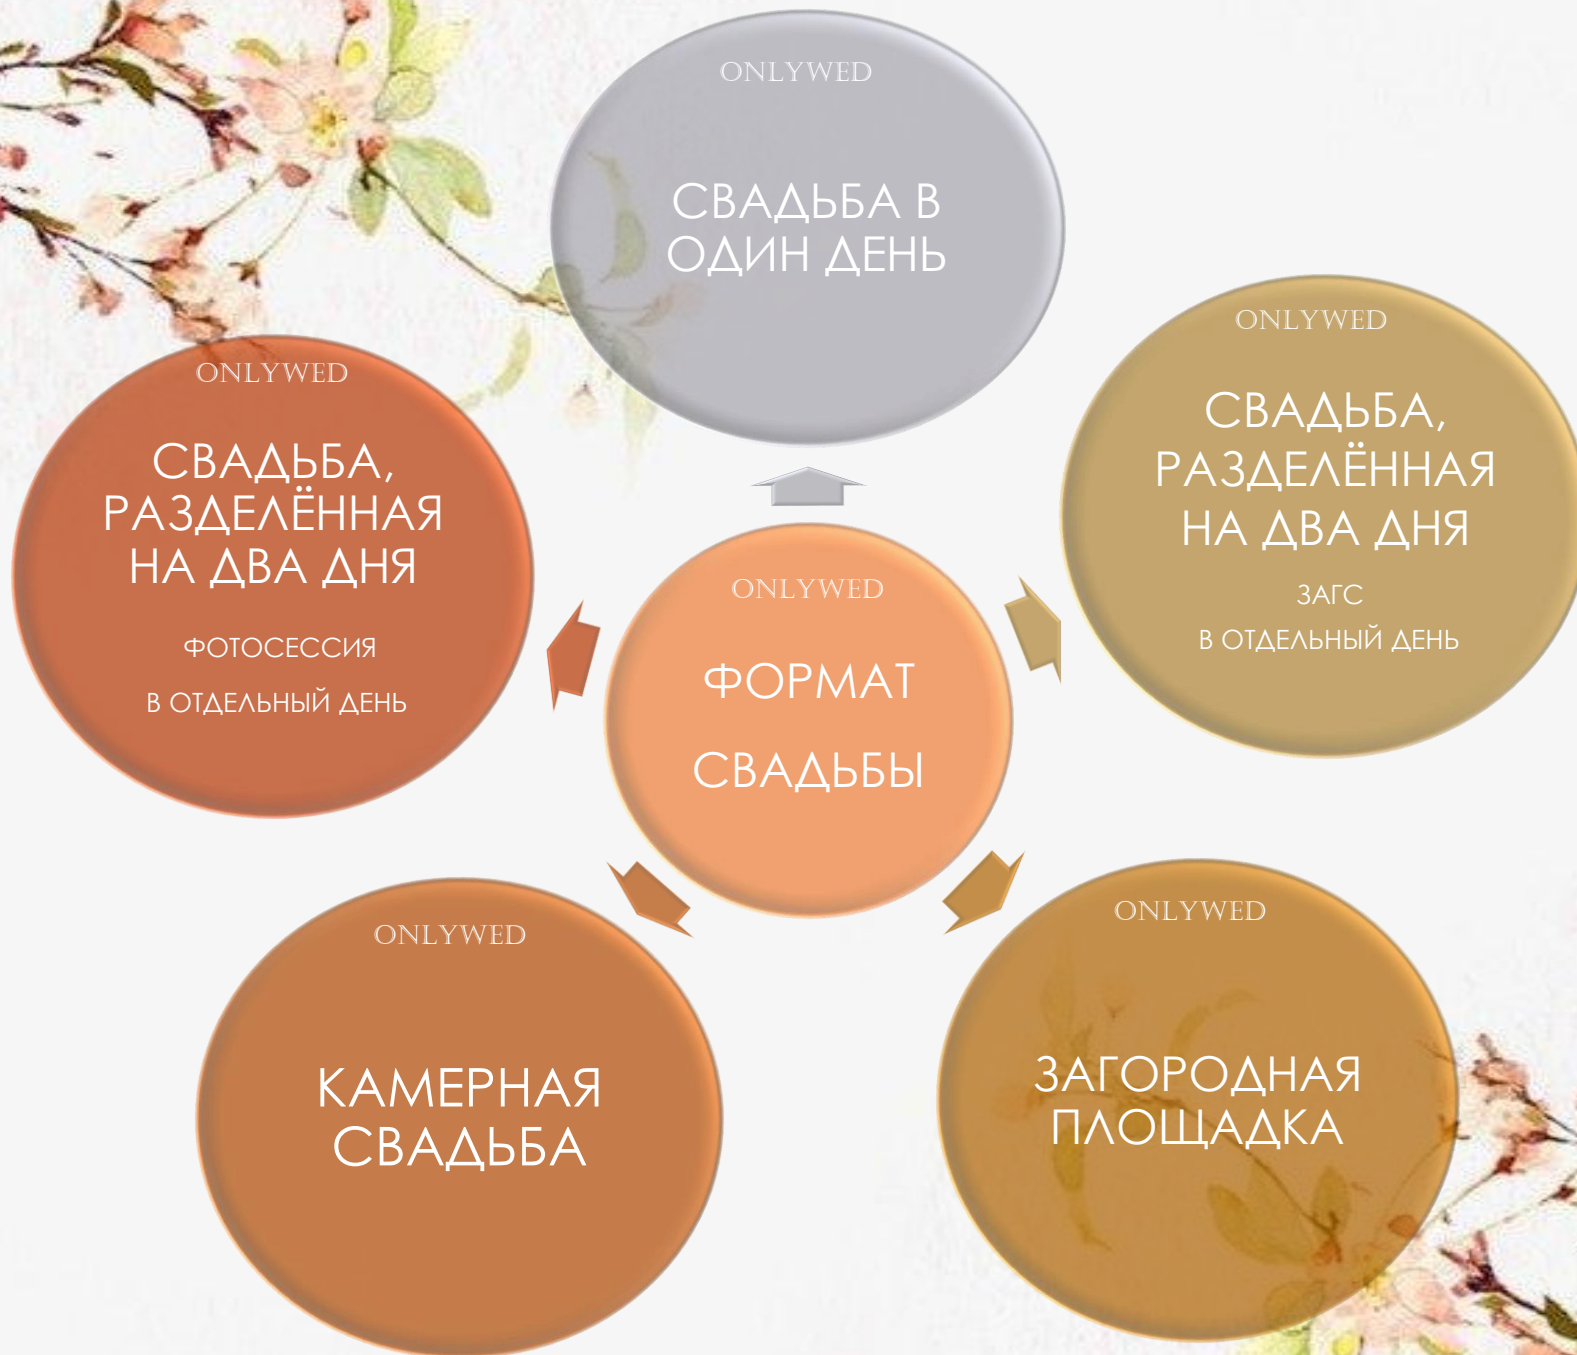 ONLYWED
СВАДЬБА В
ОДИН ДЕНЬ
ONLYWED
СВАДЬБА,
РАЗДЕЛЁННАЯ
НА ДВА ДНЯ
ЗАГС
В ОТДЕЛЬНЫЙ ДЕНЬ
ONLYWED
СВАДЬБА,
РАЗДЕЛЁННАЯ
НА ДВА ДНЯ
ФОТОСЕССИЯ
В ОТДЕЛЬНЫЙ ДЕНЬ
ONLYWED
ФОРМАТ
СВАДЬБЫ
ONLYWED
КАМЕРНАЯ
СВАДЬБА
ONLYWED
ЗАГОРОДНАЯ
ПЛОЩАДКА